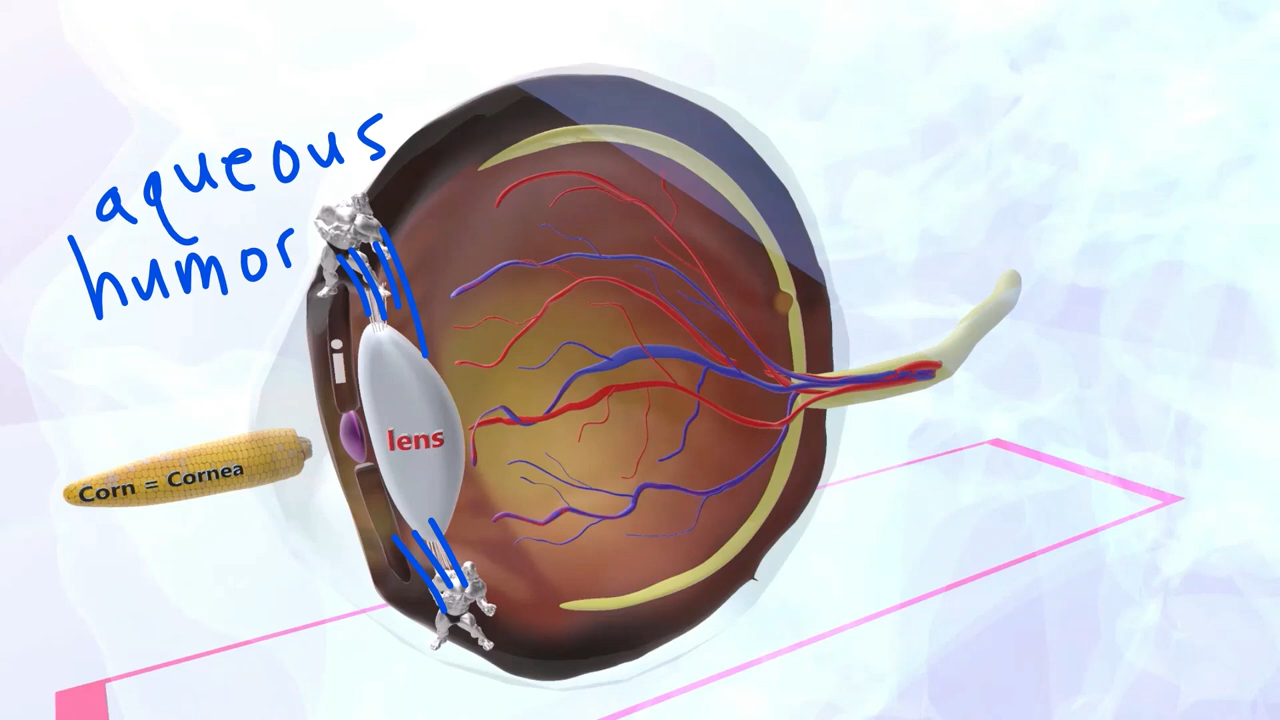 aqueous
humor
i
lens
Corn = Cornea